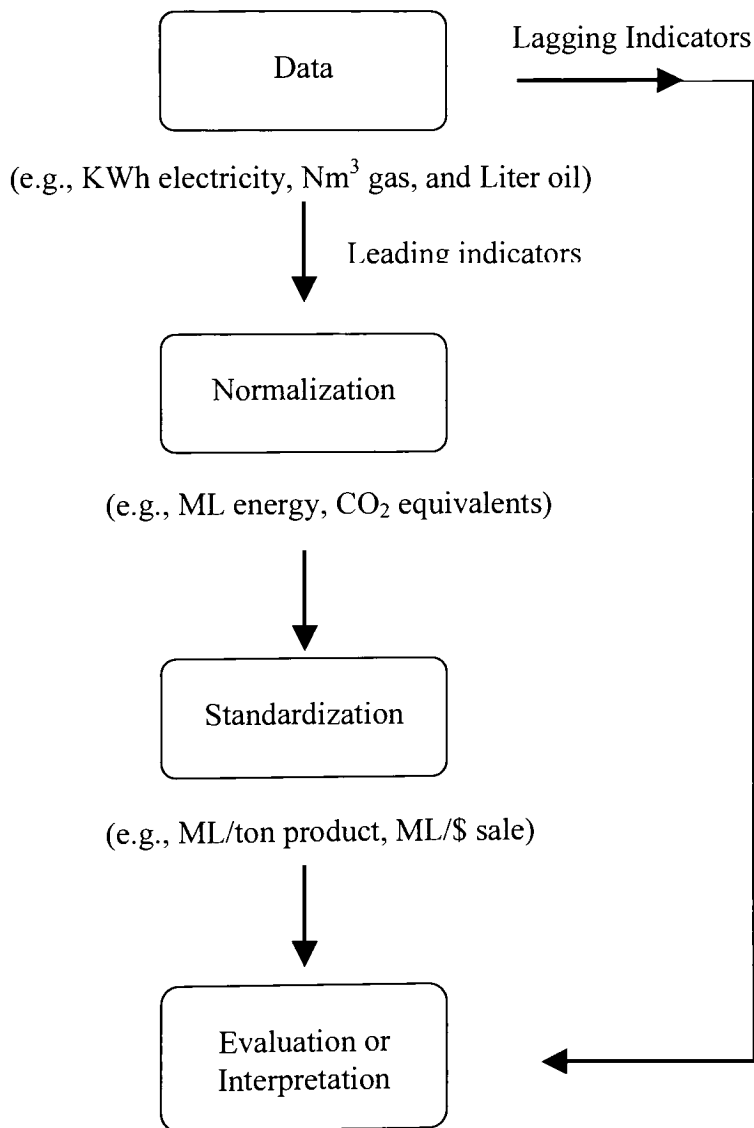 Data
Lagging Indicators
(e.g., KWh electricity, Nm³ gas, and Liter oil)
Leading indicators
Normalization
(e.g., ML energy, CO₂ equivalents)
Standardization
(e.g., ML/ton product, ML/$ sale)
Evaluation or
Interpretation